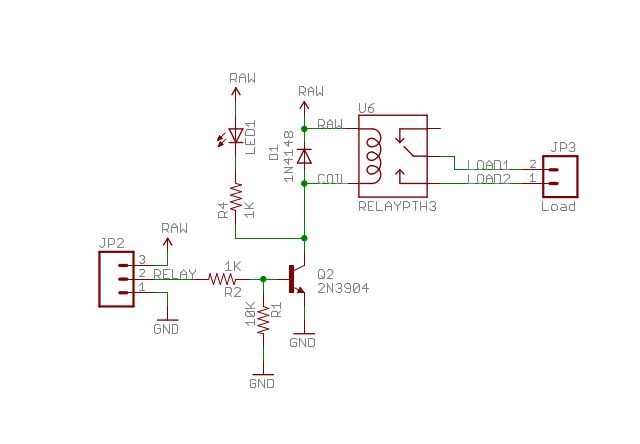 RAW
RAW
U6
LED1
D1
1N4148
RAW
COIL
RELAYPTH3
LOAD1
LOAD2
2
1
JP3
Load
R4
1K
JP2
RAW
3
2
1
RELAY
1K
R2
10K
R1
Q2
2N3904
GND
GND
GND